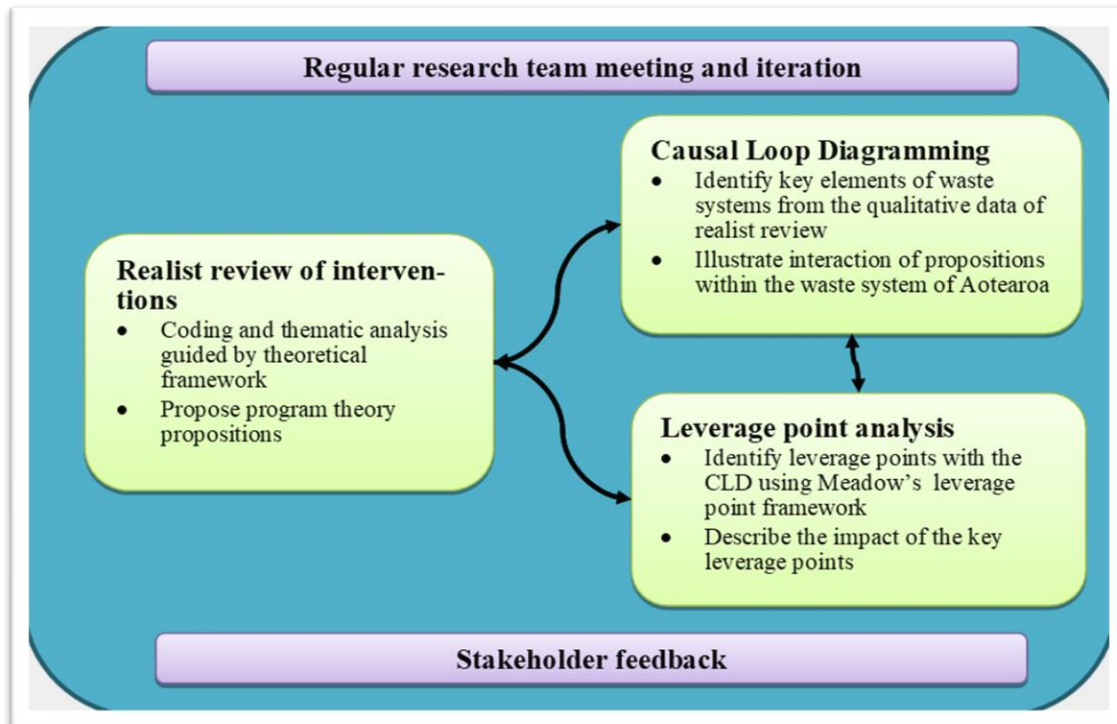 Regular research team meeting and iteration
Realist review of interven-
tions
• Coding and thematic analysis
guided by theoretical
framework
• Propose program theory
propositions
Causal Loop Diagramming
• Identify key elements of waste
systems from the qualitative data of
realist review
• Illustrate interaction of propositions
within the waste system of Aotearoa
Leverage point analysis
• Identify leverage points with the
CLD using Meadow’s leverage
point framework
• Describe the impact of the key
leverage points
Stakeholder feedback